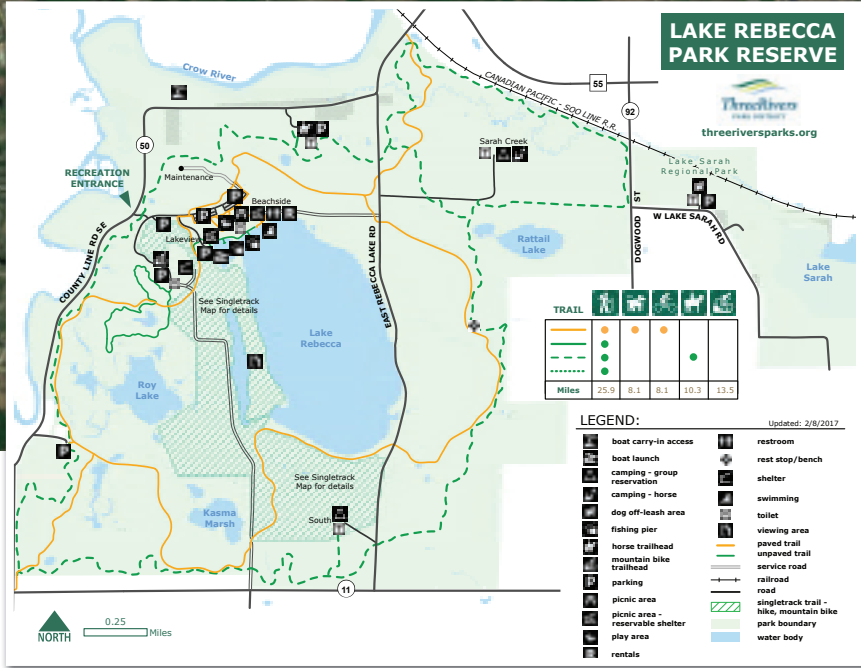 LAKE REBECCA
PARK RESERVE
ThreeRivers
PARK DISTRICT
threeriversparks.org
Crow River
CANADIAN PACIFIC - SOO LINE R.R.
55
92
50
Sarah Creek
Lake Sarah
Regional Park
RECREATION
ENTRANCE
Maintenance
P
Beachside
P
P
P
P
Lakeview
P
P
DOGWOOD ST
W LAKE SARAH RD
Rattail
Lake
Lake
Sarah
COUNTY LINE RD SE
EAST REBECCA LAKE RD
See Singletrack
Map for details
Lake
Rebecca
Roy
Lake
P
See Singletrack
Map for details
Kasma
Marsh
South
11
TRAIL
Miles 25.9 8.1 8.1 10.3 13.5
LEGEND:
Updated: 2/8/2017
boat carry-in access
boat launch
camping - group
reservation
camping - horse
dog off-leash area
fishing pier
horse trailhead
mountain bike
trailhead
P parking
picnic area
picnic area -
reservable shelter
play area
rentals
restroom
rest stop/bench
shelter
swimming
toilet
viewing area
paved trail
unpaved trail
service road
railroad
road
singletrack trail -
hike, mountain bike
park boundary
water body
NORTH
0.25
Miles